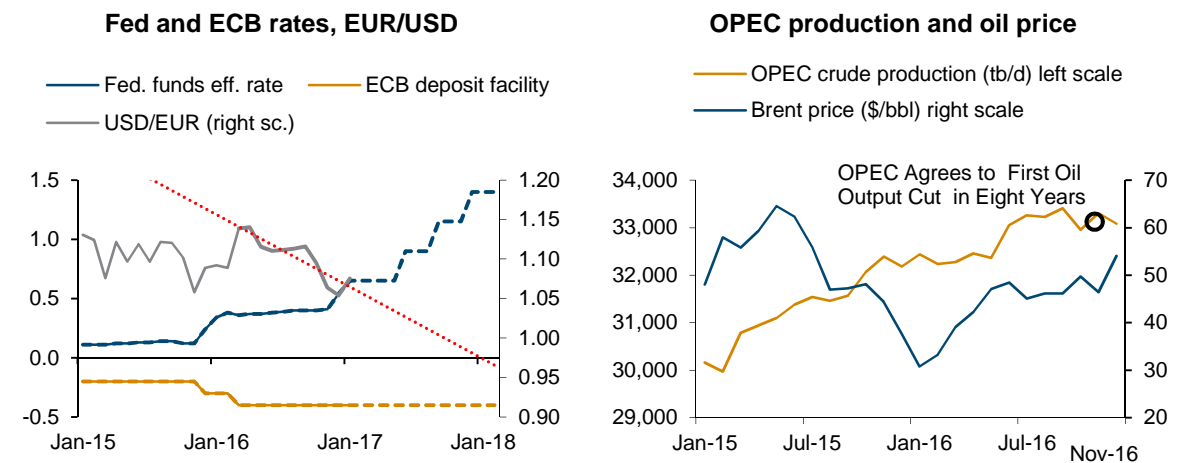 Fed and ECB rates, EUR/USD
Fed. funds eff. rate
ECB deposit facility
USD/EUR (right sc.)
1.5
1.0
0.5
0.0
-0.5
1.20
1.15
1.10
1.05
1.00
0.95
0.90
Jan-15
Jan-16
Jan-17
Jan-18
OPEC production and oil price
OPEC crude production (tb/d) left scale
Brent price ($/bbl) right scale
OPEC Agrees to First Oil
Output Cut in Eight Years
34,000
33,000
32,000
31,000
30,000
29,000
70
60
50
40
30
20
Jan-15
Jul-15
Jan-16
Jul-16
Nov-16